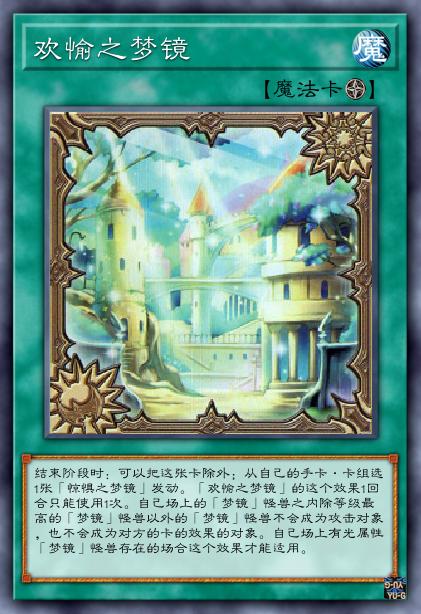 欢愉之梦镜
魔
【魔法卡】
结束阶段时,可以把这张卡除外,从自己的手卡·卡组选
1张「惊惧之梦镜」发动。「欢愉之梦镜」的这个效果1回
合只能使用1次。自己场上的「梦镜」怪兽之内除等级最
高的「梦镜」怪兽以外的「梦镜」怪兽不会成为攻击对象
,也不会成为对方的卡的效果的对象。自己场上有光属性
「梦镜」怪兽存在的场合这个效果才能适用。